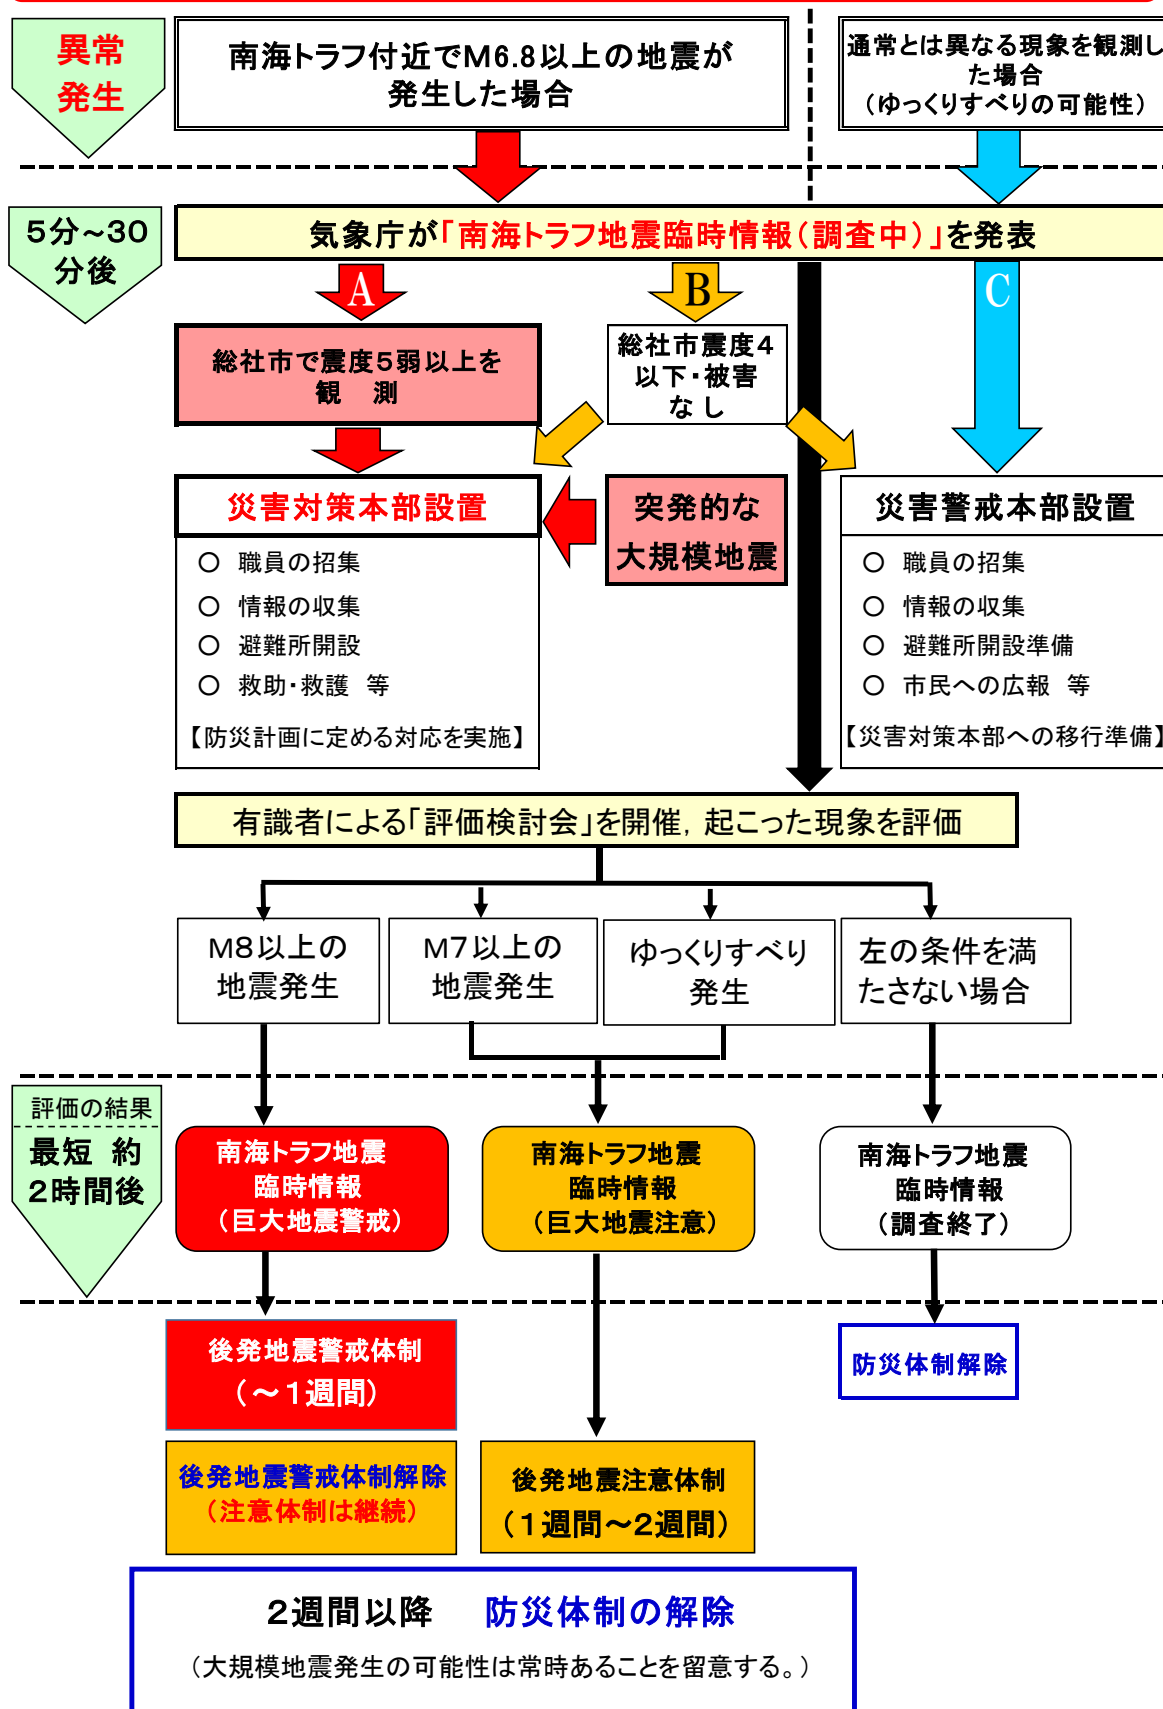 異常
発生
南海トラフ付近でM6.8以上の地震が
発生した場合
通常とは異なる現象を観測し
た場合
（ゆっくりすべりの可能性）
5分～30
分後
気象庁が「南海トラフ地震臨時情報（調査中）」を発表
A
B
C
総社市で震度5弱以上を
観　測
総社市震度4
以下・被害
なし
災害対策本部設置
○　職員の招集
○　情報の収集
○　避難所開設
○　救助・救護　等
【防災計画に定める対応を実施】
突発的な
大規模地震
災害警戒本部設置
○　職員の招集
○　情報の収集
○　避難所開設準備
○　市民への広報　等
【災害対策本部への移行準備】
有識者による「評価検討会」を開催，起こった現象を評価
M8以上の
地震発生
M7以上の
地震発生
ゆっくりすべり
発生
左の条件を満
たさない場合
評価の結果
最短　約
2時間後
南海トラフ地震
臨時情報
（巨大地震警戒）
南海トラフ地震
臨時情報
（巨大地震注意）
南海トラフ地震
臨時情報
（調査終了）
後発地震警戒体制
（～1週間）
防災体制解除
後発地震警戒体制解除
（注意体制は継続）
後発地震注意体制
（1週間～2週間）
2週間以降　防災体制の解除
（大規模地震発生の可能性は常時あることを留意する。）